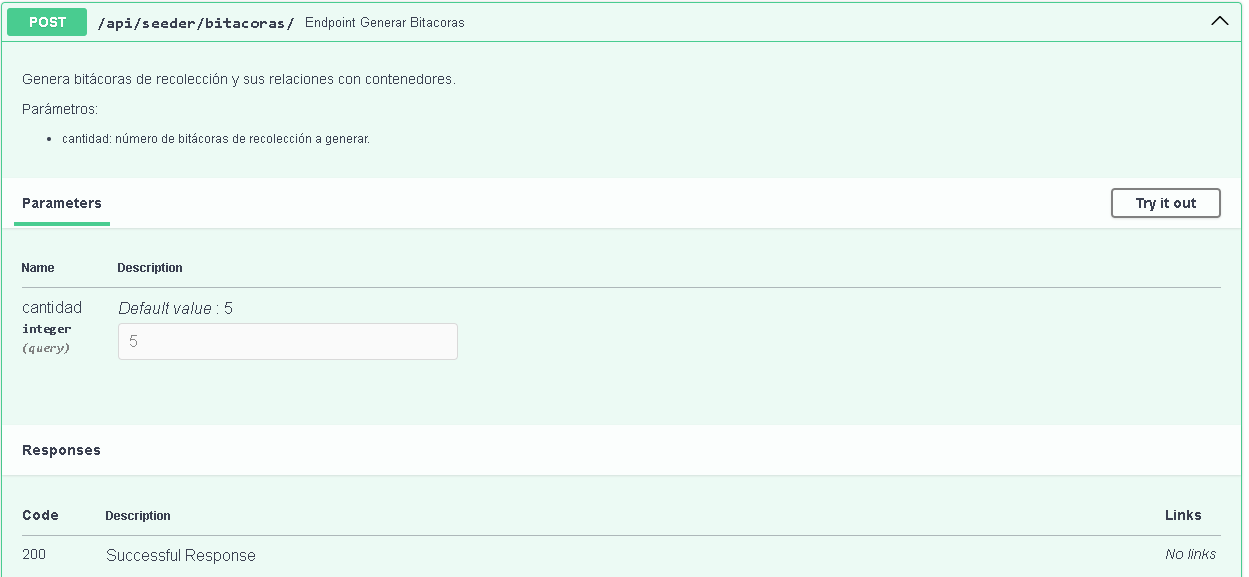 POST /api/seeder/bitacoras/ Endpoint Generar Bitacoras
Genera bitácoras de recolección y sus relaciones con contenedores.
Parámetros:
• cantidad: número de bitácoras de recolección a generar.
Parameters Try it out
Name Description
cantidad Default value : 5
integer
(query)
5
Responses
Code Description Links
200 Successful Response No links